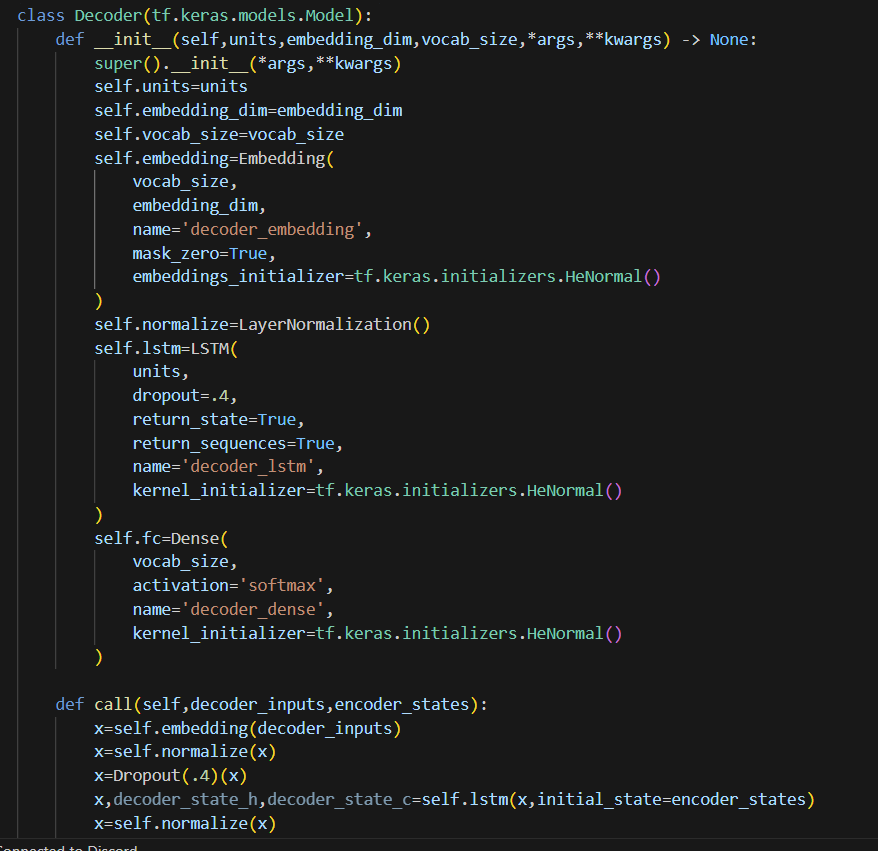 class Decoder(tf.keras.models.Model):
    def __init__(self,units,embedding_dim,vocab_size,*args,**kwargs) -> None:
        super().__init__(*args,**kwargs)
        self.units=units
        self.embedding_dim=embedding_dim
        self.vocab_size=vocab_size
        self.embedding=Embedding(
            vocab_size,
            embedding_dim,
            name='decoder_embedding',
            mask_zero=True,
            embeddings_initializer=tf.keras.initializers.HeNormal()
        )
        self.normalize=LayerNormalization()
        self.lstm=LSTM(
            units,
            dropout=.4,
            return_state=True,
            return_sequences=True,
            name='decoder_lstm',
            kernel_initializer=tf.keras.initializers.HeNormal()
        )
        self.fc=Dense(
            vocab_size,
            activation='softmax',
            name='decoder_dense',
            kernel_initializer=tf.keras.initializers.HeNormal()
        )
    def call(self,decoder_inputs,encoder_states):
        x=self.embedding(decoder_inputs)
        x=self.normalize(x)
        x=Dropout(.4)(x)
        x,decoder_state_h,decoder_state_c=self.lstm(x,initial_state=encoder_states)
        x=self.normalize(x)
Connected to Discord